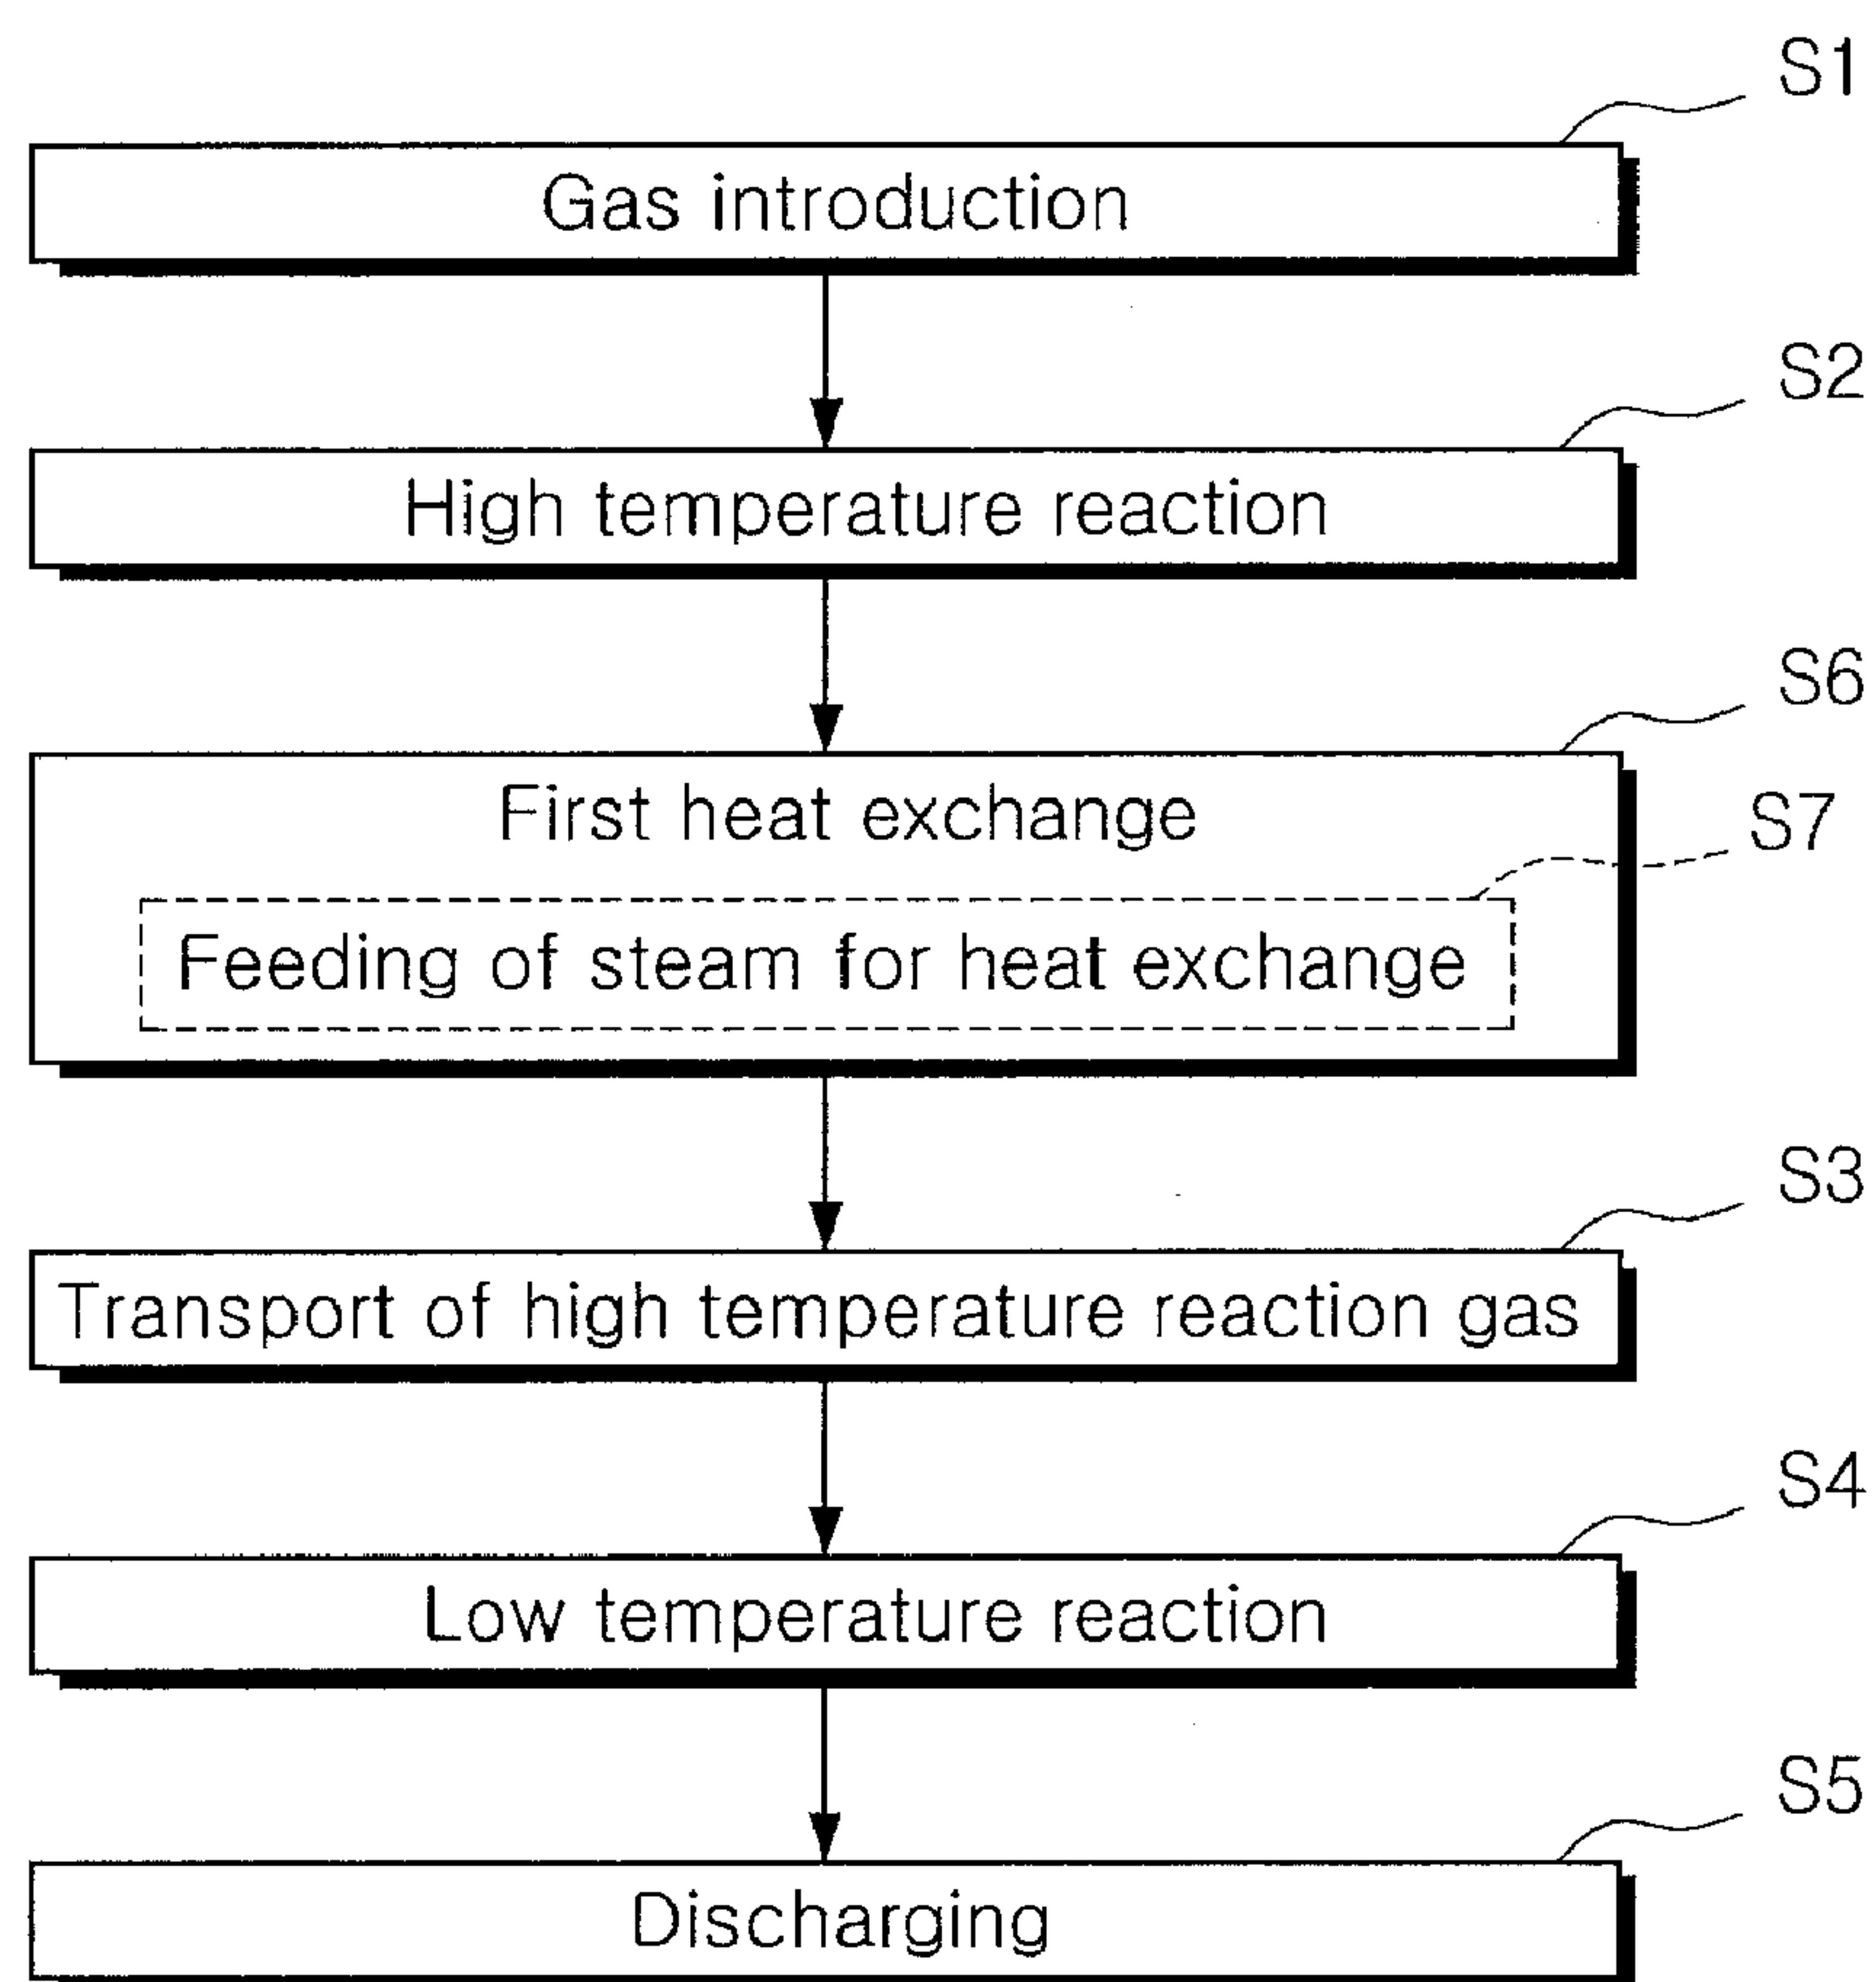 S1
Gas introduction
S2
High temperature reaction
S6
First heat exchange
S7
Feeding of steam for heat exchange
S3
Transport of high temperature reaction gas
S4
Low temperature reaction
S5
Discharging